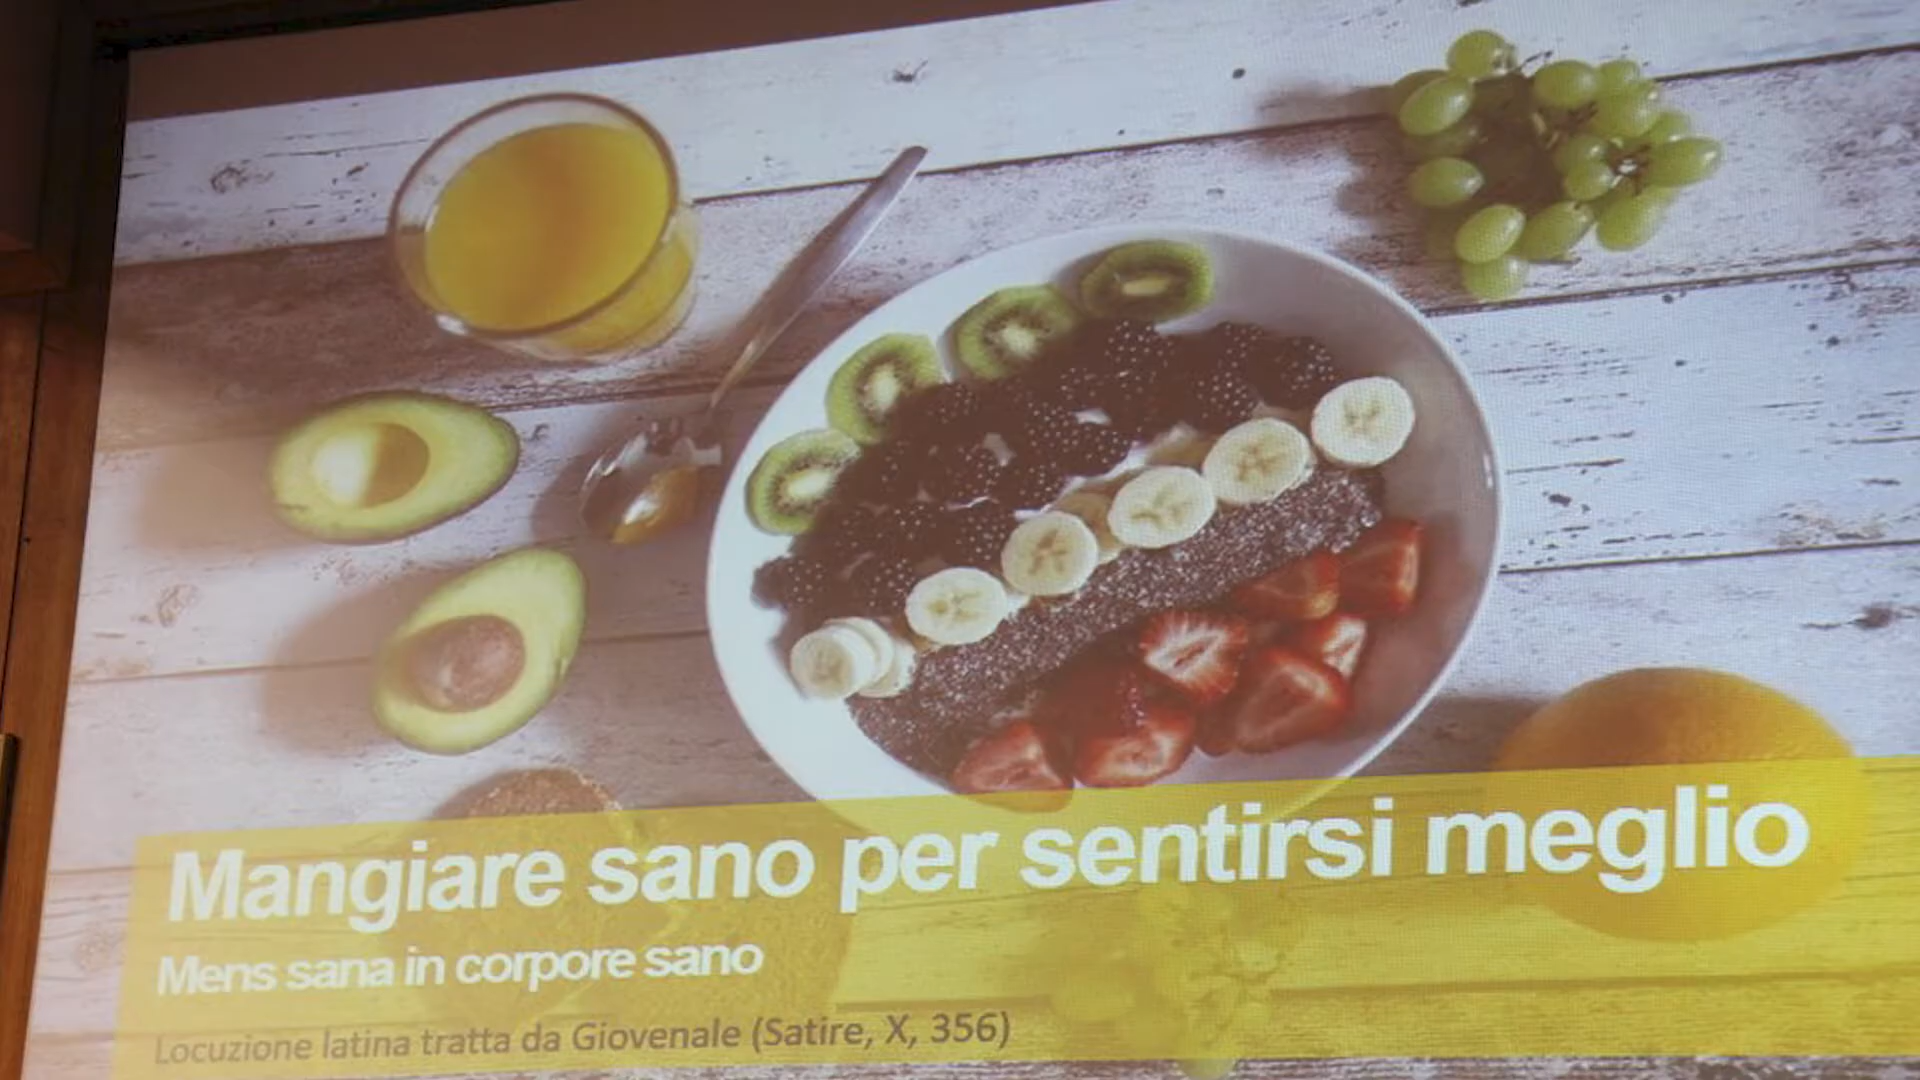 Mangiare sano per sentirsi meglio
Mens sana in corpore sano
Locuzione latina tratta da Giovenale (Satire, X, 356)